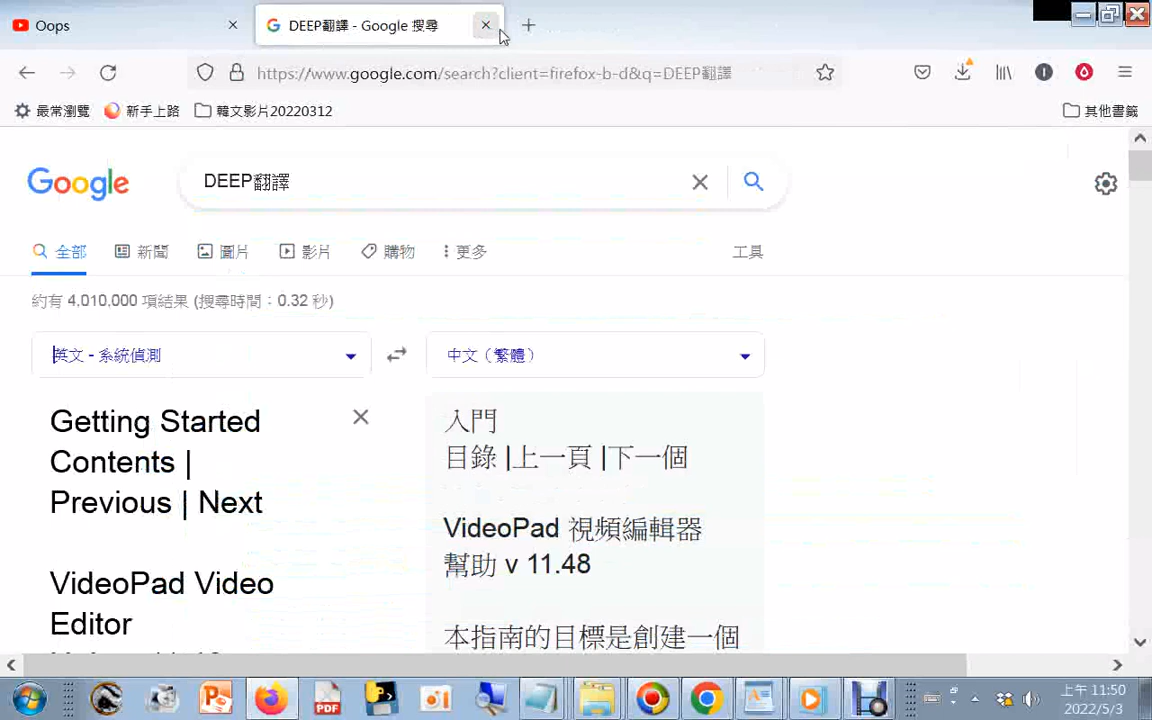 Oops
DEEP翻譯 - Google 搜尋
https://www.google.com/search?client=firefox-b-d&q=DEEP翻譯
最常瀏覽
新手上路
韓文影片20220312
其他書籤
Google
DEEP翻譯
全部
新聞
圖片
影片
購物
更多
工具
約有 4,010,000 項結果 (搜尋時間：0.32 秒)
英文 - 系統偵測
中文（繁體）
Getting Started
Contents |
Previous | Next
VideoPad Video
Editor
入門
目錄 |上一頁 |下一個
VideoPad 視頻編輯器
幫助 v 11.48
本指南的目標是創建一個
PDF
上午 11:50
2022/5/3